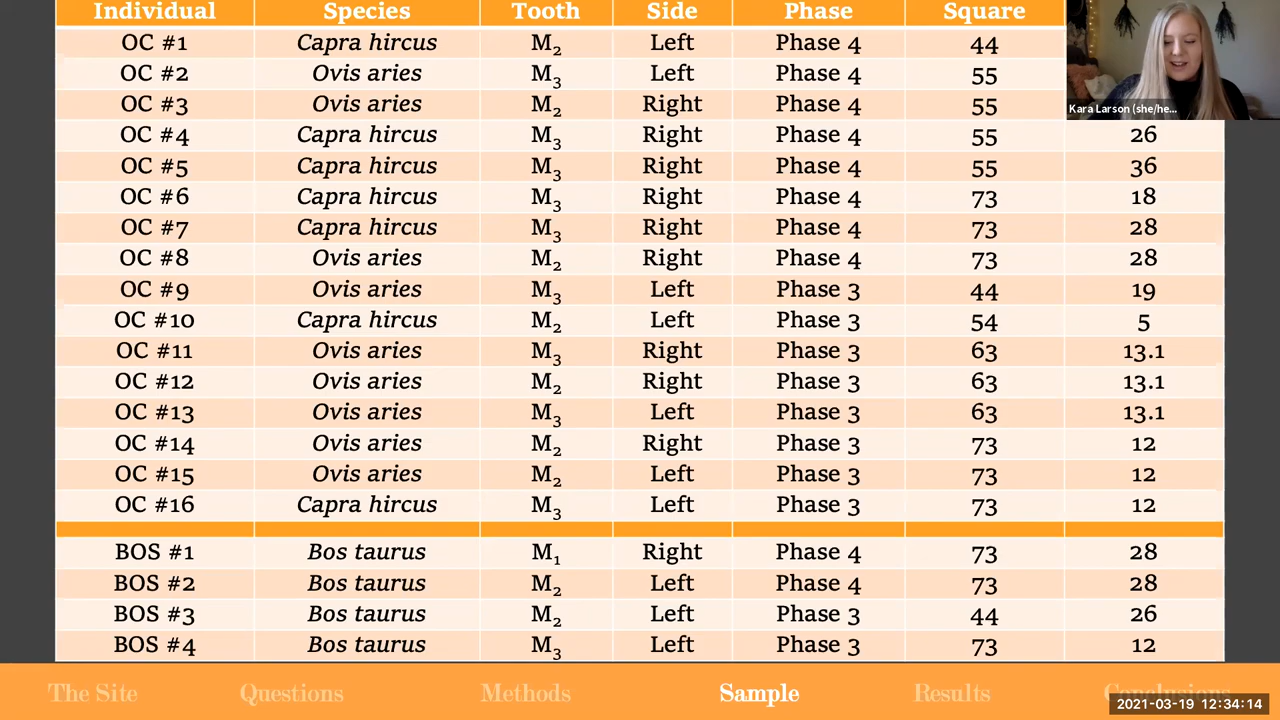 Individual Species Tooth Side Phase Square
OC #1 Capra hircus M₂ Left Phase 4 44
OC #2 Ovis aries M₃ Left Phase 4 55
OC #3 Ovis aries M₂ Right Phase 4 55
Kara Larson (she/he...
OC #4 Capra hircus M₃ Right Phase 4 55 26
OC #5 Capra hircus M₃ Right Phase 4 55 36
OC #6 Capra hircus M₃ Right Phase 4 73 18
OC #7 Capra hircus M₃ Right Phase 4 73 28
OC #8 Ovis aries M₂ Right Phase 4 73 28
OC #9 Ovis aries M₃ Left Phase 3 44 19
OC #10 Capra hircus M₂ Left Phase 3 54 5
OC #11 Ovis aries M₃ Right Phase 3 63 13.1
OC #12 Ovis aries M₂ Right Phase 3 63 13.1
OC #13 Ovis aries M₃ Left Phase 3 63 13.1
OC #14 Ovis aries M₂ Right Phase 3 73 12
OC #15 Ovis aries M₂ Left Phase 3 73 12
OC #16 Capra hircus M₃ Left Phase 3 73 12
BOS #1 Bos taurus M₁ Right Phase 4 73 28
BOS #2 Bos taurus M₂ Left Phase 4 73 28
BOS #3 Bos taurus M₂ Left Phase 3 44 26
BOS #4 Bos taurus M₃ Left Phase 3 73 12
The Site Questions Methods Sample Results Conclusions
2021-03-19 12:34:14